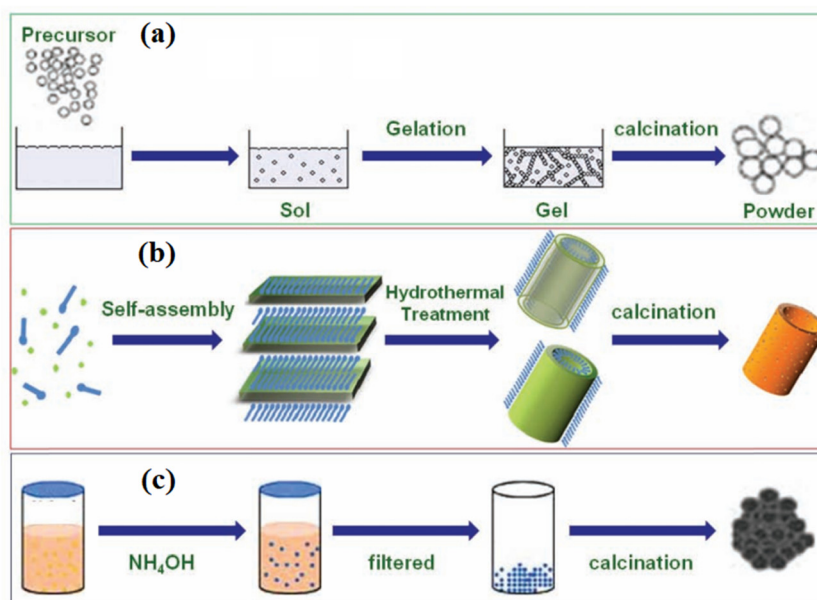 Precursor
(a)
Gelation
calcination
Sol
Gel
Powder
(b)
Self-assembly
Hydrothermal
Treatment
calcination
(c)
NH₄OH
filtered
calcination